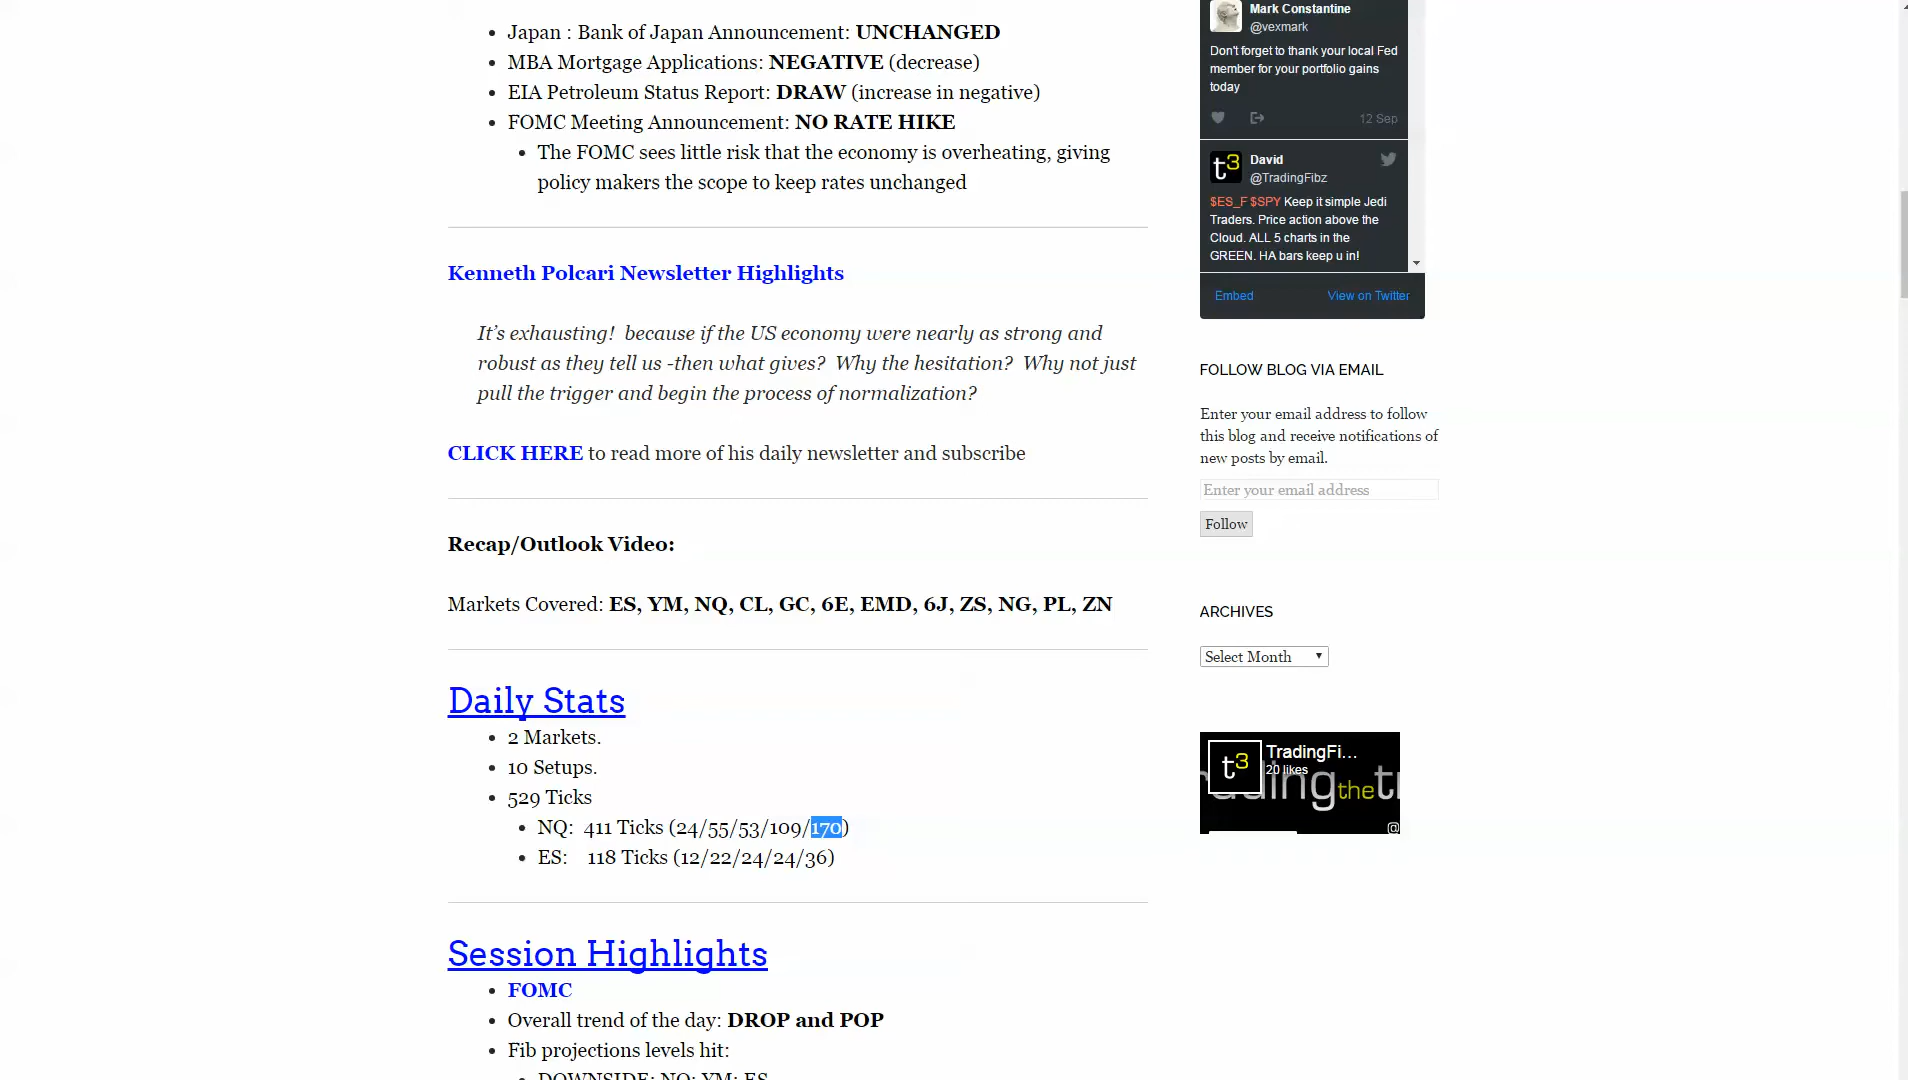 Japan : Bank of Japan Announcement: UNCHANGED
MBA Mortgage Applications: NEGATIVE (decrease)
EIA Petroleum Status Report: DRAW (increase in negative)
FOMC Meeting Announcement: NO RATE HIKE
The FOMC sees little risk that the economy is overheating, giving
policy makers the scope to keep rates unchanged
Kenneth Polcari Newsletter Highlights
It’s exhausting!  because if the US economy were nearly as strong and
robust as they tell us -then what gives?  Why the hesitation?  Why not just
pull the trigger and begin the process of normalization?
CLICK HERE to read more of his daily newsletter and subscribe
Recap/Outlook Video:
Markets Covered: ES, YM, NQ, CL, GC, 6E, EMD, 6J, ZS, NG, PL, ZN
Daily Stats
2 Markets.
10 Setups.
529 Ticks
NQ:  411 Ticks (24/55/53/109/170)
ES:    118 Ticks (12/22/24/24/36)
Session Highlights
FOMC
Overall trend of the day: DROP and POP
Fib projections levels hit:
DOWNSIDE: NQ; YM; ES
Mark Constantine
@vexmark
Don't forget to thank your local Fed
member for your portfolio gains
today
12 Sep
t3
David
@TradingFibz
$ES_F $SPY Keep it simple Jedi
Traders. Price action above the
Cloud. ALL 5 charts in the
GREEN. HA bars keep u in!
Embed
View on Twitter
FOLLOW BLOG VIA EMAIL
Enter your email address to follow
this blog and receive notifications of
new posts by email.
Enter your email address
Follow
ARCHIVES
Select Month
t3
TradingFi...
20 likes
ading the t
@